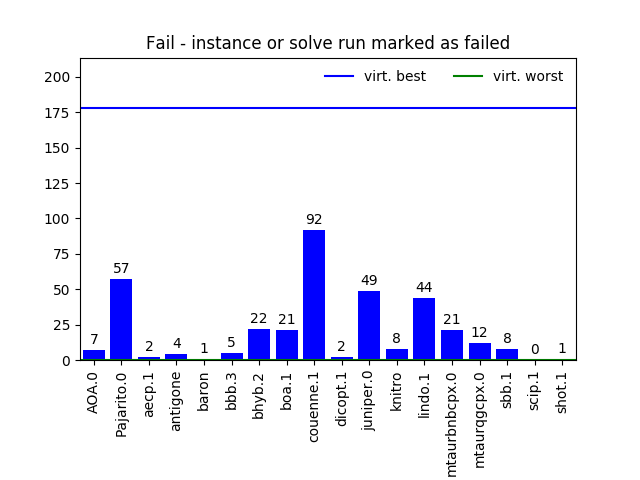 Fail - instance or solve run marked as failed
virt. best virt. worst
200
175
150
125
100
75
50
25
0
7 57 2 4 1 5 22 21 92 2 49 8 44 21 12 8 0 1
AOA.0
Pajarito.0
aecp.1
antigone
baron
bbb.3
bhyb.2
boa.1
couenne.1
dicopt.1
juniper.0
knitro
lindo.1
mtaurbnbcpx.0
mtaurqgcpx.0
sbb.1
scip.1
shot.1